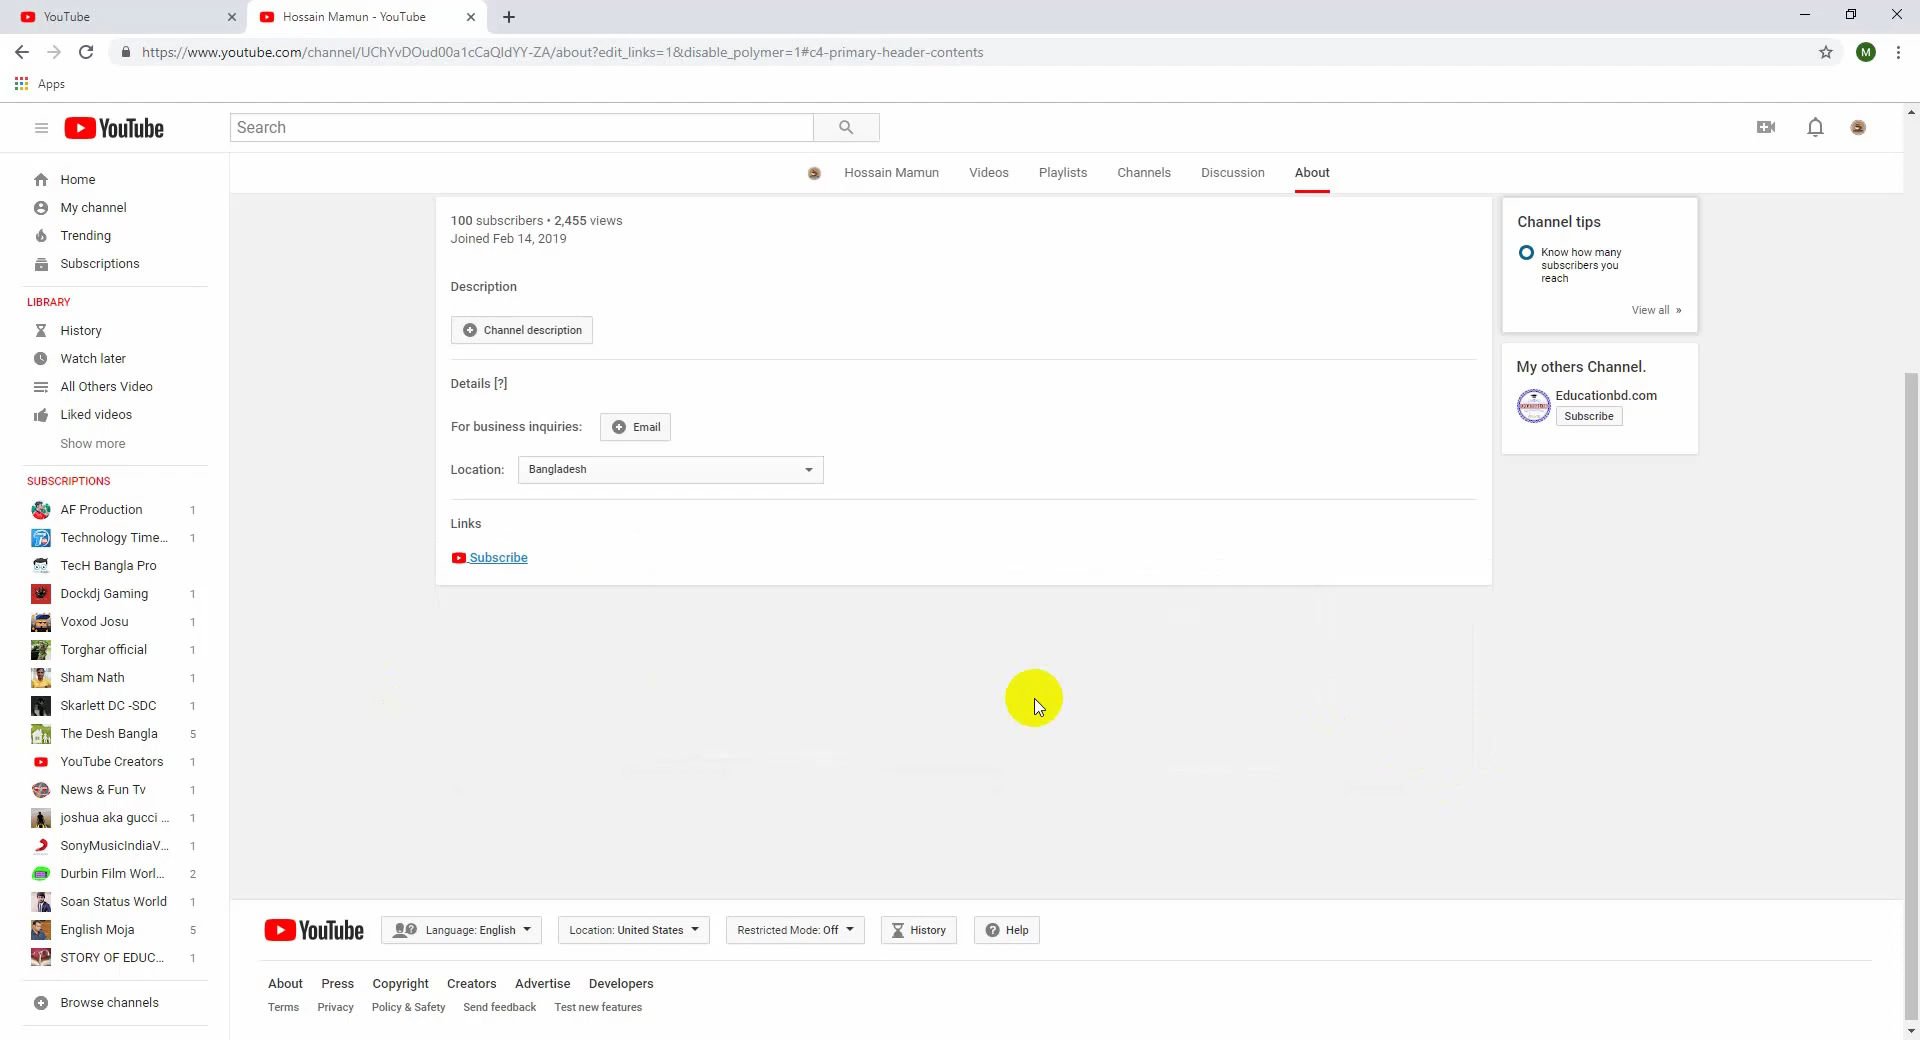 YouTube
Hossain Mamun - YouTube
https://www.youtube.com/channel/UChYvDOud00a1cCaQIdYY-ZA/about?edit_links=1&disable_polymer=1#c4-primary-header-contents
M
Apps
YouTube
Search
Hossain Mamun
Videos
Playlists
Channels
Discussion
About
Home
My channel
Trending
Subscriptions
LIBRARY
History
Watch later
All Others Video
Liked videos
Show more
SUBSCRIPTIONS
AF Production 1
Technology Time... 1
TecH Bangla Pro
Dockdj Gaming 1
Voxod Josu 1
Torghar official 1
Sham Nath 1
Skarlett DC -SDC 1
The Desh Bangla 5
YouTube Creators 1
News & Fun Tv 1
joshua aka gucci ... 1
SonyMusicIndiaV... 1
Durbin Film Worl... 2
Soan Status World 1
English Moja 5
STORY OF EDUC... 1
Browse channels
100 subscribers • 2,455 views
Joined Feb 14, 2019
Description
Channel description
Details [?]
For business inquiries: Email
Location: Bangladesh
Links
Subscribe
Channel tips
Know how many
subscribers you
reach
View all »
My others Channel.
Educationbd.com
Subscribe
YouTube
Language: English
Location: United States
Restricted Mode: Off
History
Help
About Press Copyright Creators Advertise Developers
Terms Privacy Policy & Safety Send feedback Test new features